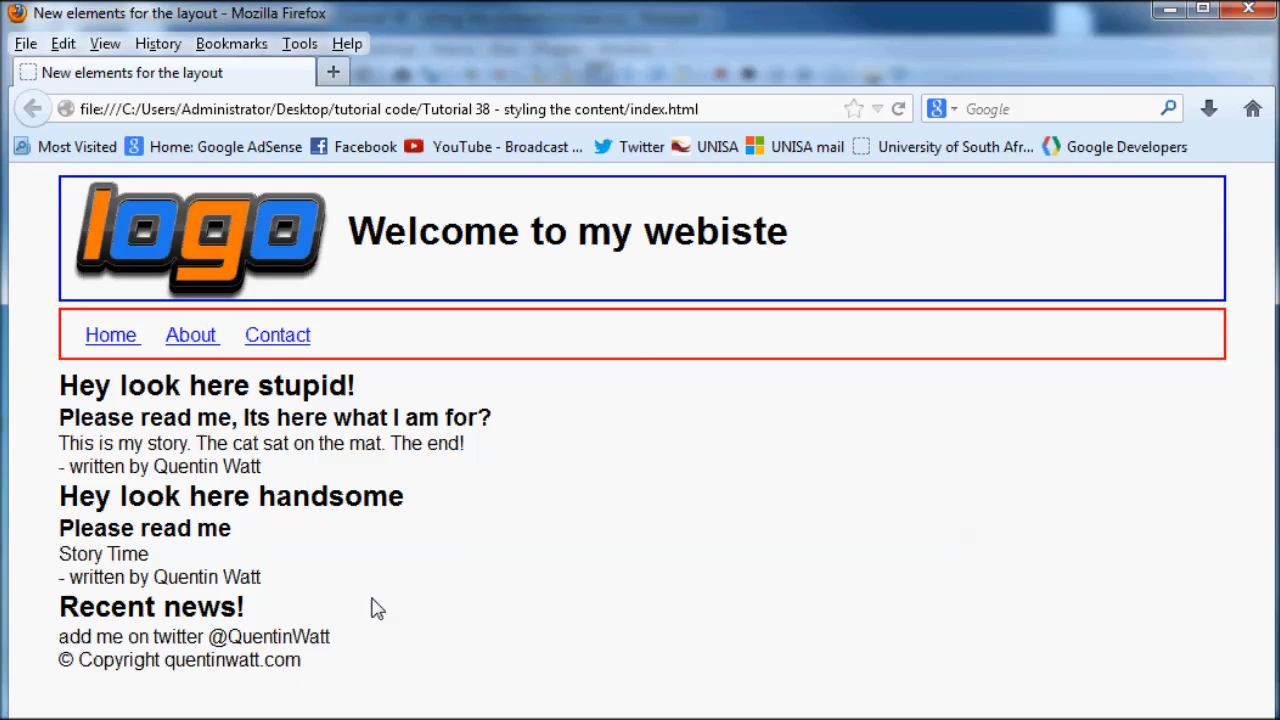 New elements for the layout - Mozilla Firefox
File Edit View History Bookmarks Tools Help
New elements for the layout +
file:///C:/Users/Administrator/Desktop/tutorial code/Tutorial 38 - styling the content/index.html Google
Most Visited Home: Google AdSense Facebook YouTube - Broadcast ... Twitter UNISA UNISA mail University of South Afr... Google Developers
logo Welcome to my webiste
Home About Contact
Hey look here stupid!
Please read me, Its here what I am for?
This is my story. The cat sat on the mat. The end!
- written by Quentin Watt
Hey look here handsome
Please read me
Story Time
- written by Quentin Watt
Recent news!
add me on twitter @QuentinWatt
© Copyright quentinwatt.com